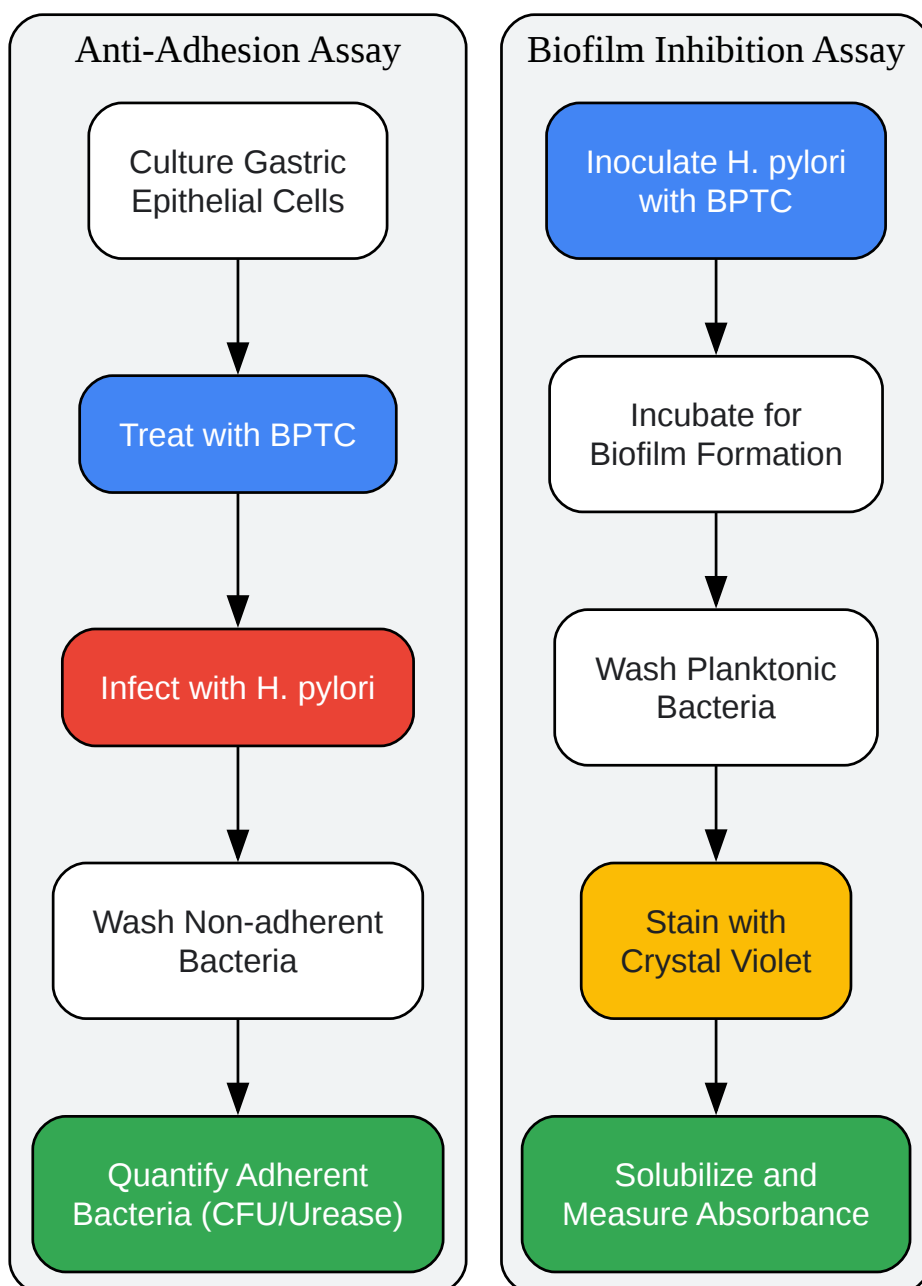 Anti-Adhesion Assay
Culture Gastric
Epithelial Cells
Treat with BPTC
Infect with H. pylori
Wash Non-adherent
Bacteria
Quantify Adherent
Bacteria (CFU/Urease)
Biofilm Inhibition Assay
Inoculate H. pylori
with BPTC
Incubate for
Biofilm Formation
Wash Planktonic
Bacteria
Stain with
Crystal Violet
Solubilize and
Measure Absorbance